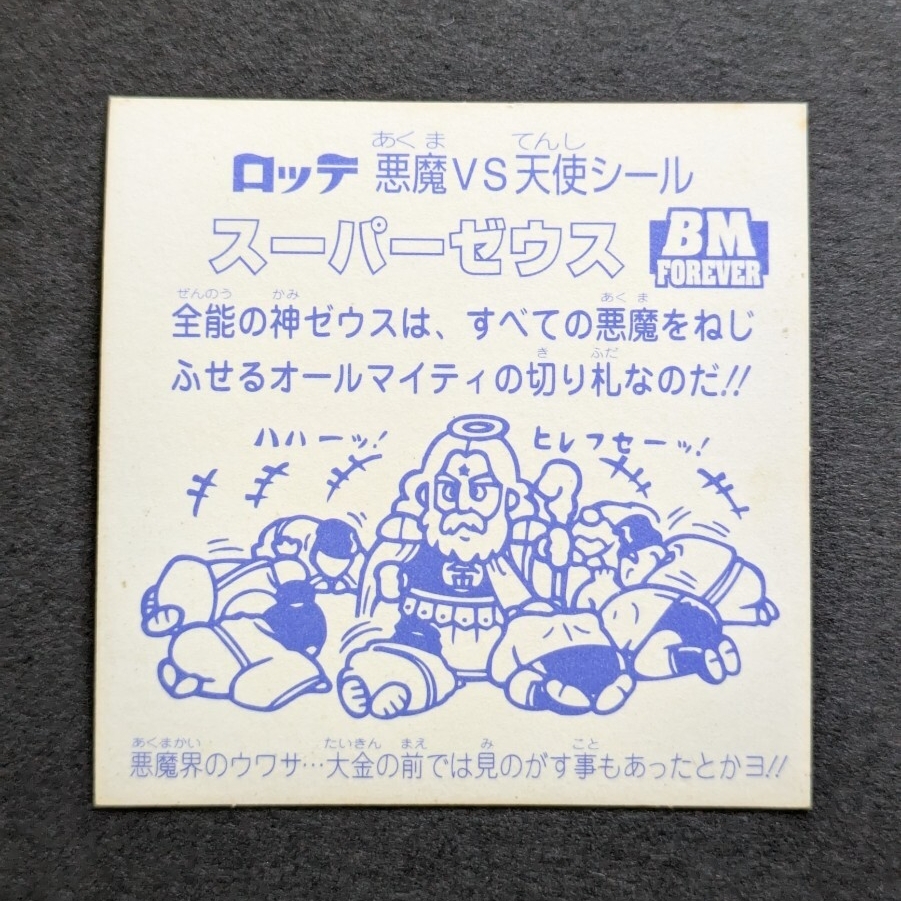 あくま てんし
ロッテ 悪魔VS天使シール
スーパーゼウス
BM
FOREVER
ぜんのう かみ あくま
全能の神ゼウスは、すべての悪魔をねじ
き ふだ
ふせるオールマイティの切り札なのだ!!
ハハーッ! ヒレフセーッ!
あくまかい たいきん まえ み こと
悪魔界のウワサ…大金の前では見のがす事もあったとかヨ!!